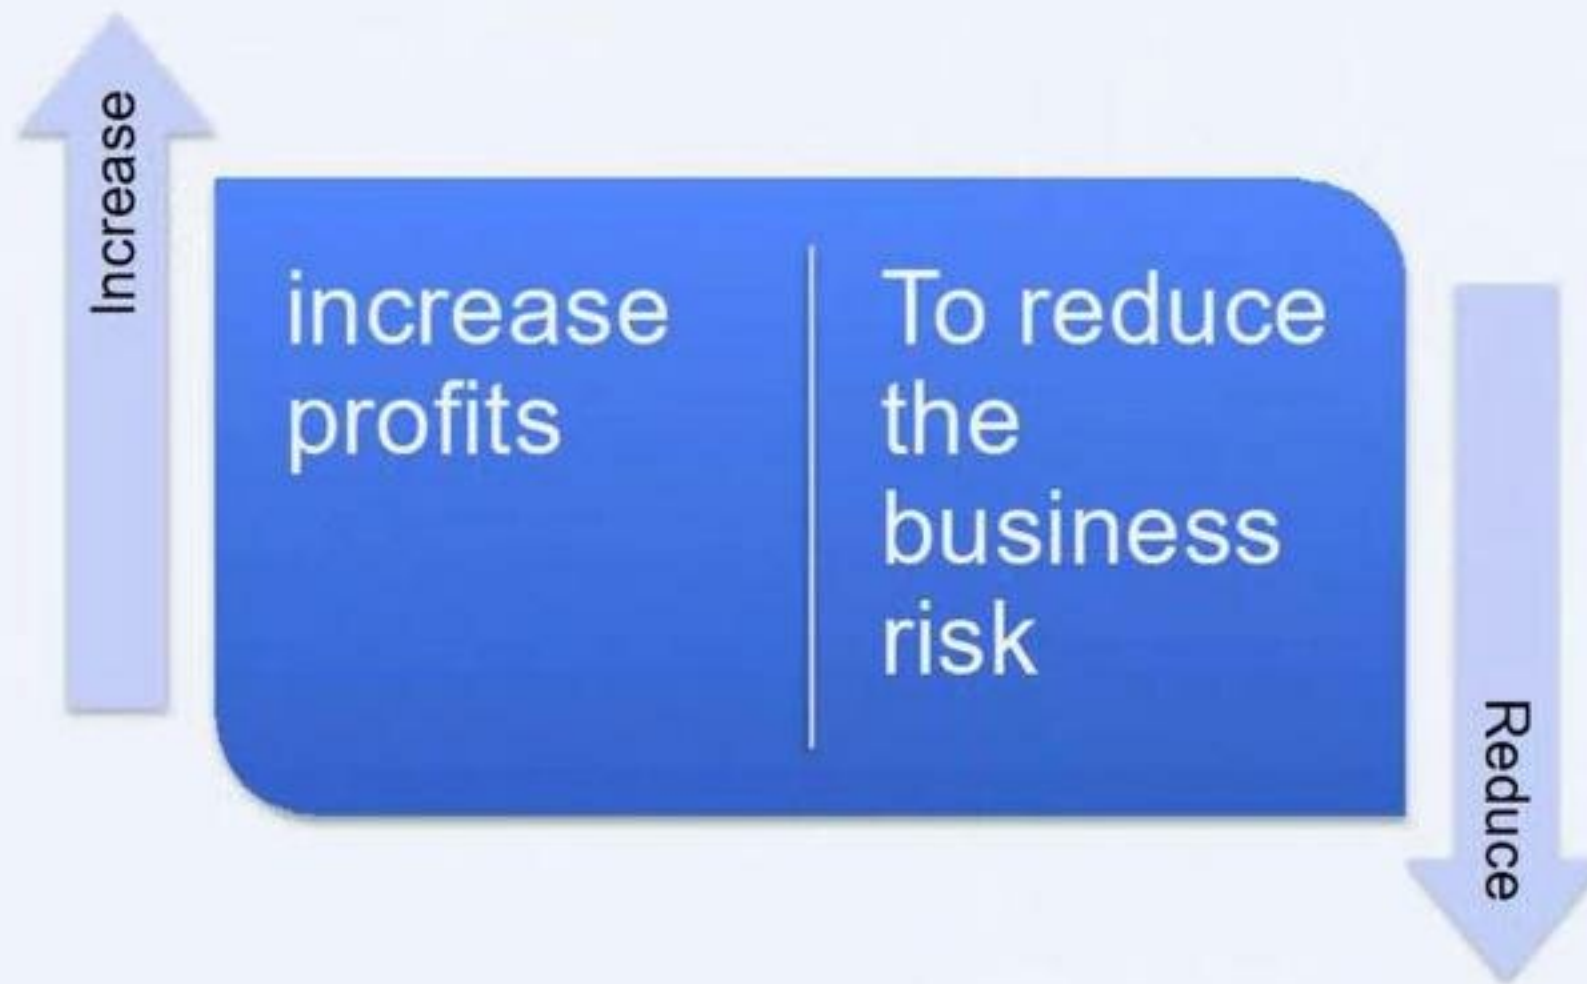 Increase
increase
profits
To reduce
the
business
risk
Reduce